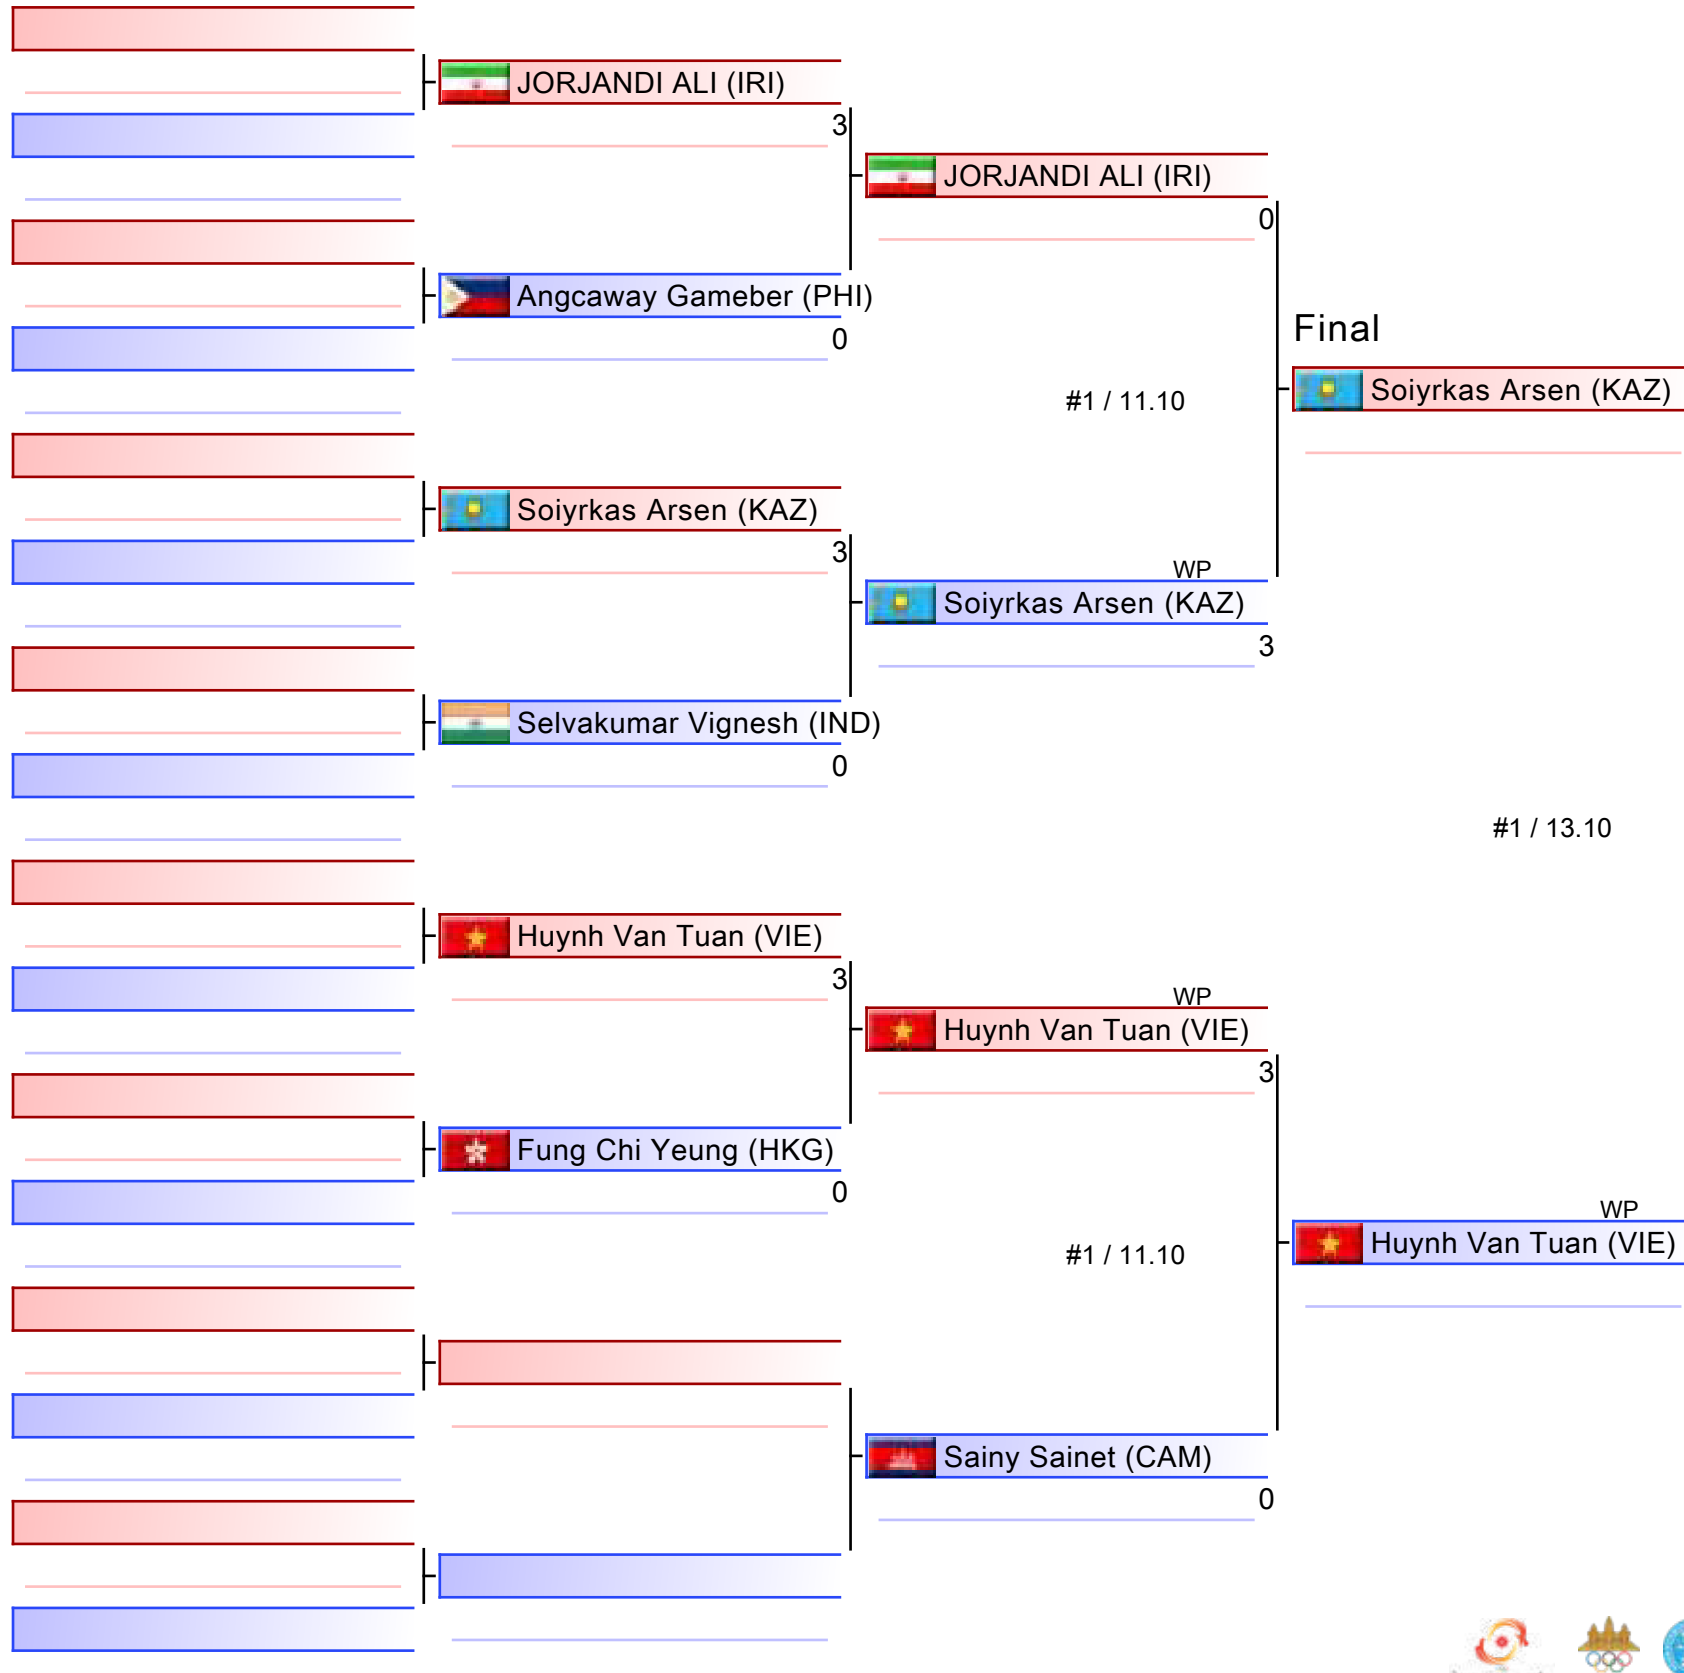 JORJANDI ALI (IRI)
3
JORJANDI ALI (IRI)
0
Angcaway Gameber (PHI)
0
Final
Soiyrkas Arsen (KAZ)
#1 / 11.10
Soiyrkas Arsen (KAZ)
3
WP
Soiyrkas Arsen (KAZ)
3
Selvakumar Vignesh (IND)
0
#1 / 13.10
Huynh Van Tuan (VIE)
3
WP
Huynh Van Tuan (VIE)
3
Fung Chi Yeung (HKG)
0
WP
Huynh Van Tuan (VIE)
#1 / 11.10
Sainy Sainet (CAM)
0